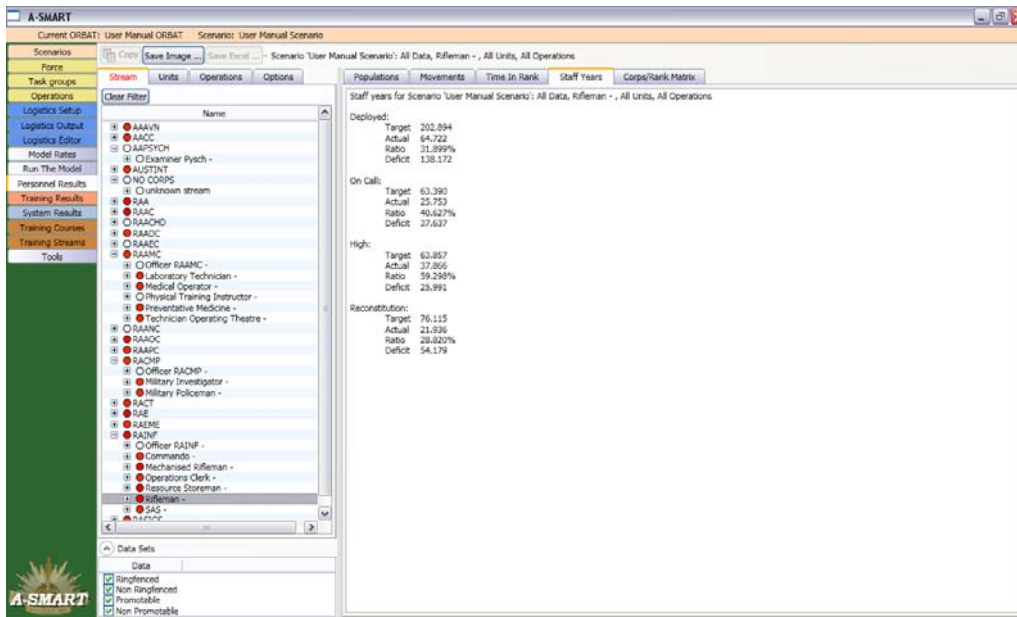 A-SMART
Current ORBAT: User Manual ORBAT Scenario: User Manual Scenario
Scenarios
Force
Task groups
Operations
Logistics Setup
Logistics Output
Logistics Editor
Model Rates
Run The Model
Personnel Results
Training Results
System Results
Training Courses
Training Streams
Tools
A-SMART
Copy Save Image ... Save Excel ... - Scenario 'User Manual Scenario': All Data, Rifleman - , All Units, All Operations
Stream Units Operations Options
Clear Filter
Name
AAAVN
AACC
AAPSYCH
Examiner Pysch -
AUSTINT
NO CORPS
unknown stream
RAA
RAAC
RAACHD
RAADC
RAAEC
RAAMC
Officer RAAMC -
Laboratory Technician -
Medical Operator -
Physical Training Instructor -
Preventative Medicine -
Technician Operating Theatre -
RAANC
RAAOC
RAAPC
RACMP
Officer RACMP -
Military Investigator -
Military Policeman -
RACT
RAE
RAEME
RAINF
Officer RAINF -
Commando -
Mechanised Rifleman -
Operations Clerk -
Resource Storeman -
Rifleman -
SAS -
Data Sets
Data
Ringfenced
Non Ringfenced
Promotable
Non Promotable
Populations Movements Time In Rank Staff Years Corps/Rank Matrix
Staff years for Scenario 'User Manual Scenario': All Data, Rifleman - , All Units, All Operations
Deployed:
Target 202.894
Actual 64.722
Ratio 31.899%
Deficit 138.172
On Call:
Target 63.390
Actual 25.753
Ratio 40.627%
Deficit 37.637
High:
Target 63.857
Actual 37.866
Ratio 59.298%
Deficit 25.991
Reconstitution:
Target 76.115
Actual 21.936
Ratio 28.820%
Deficit 54.179